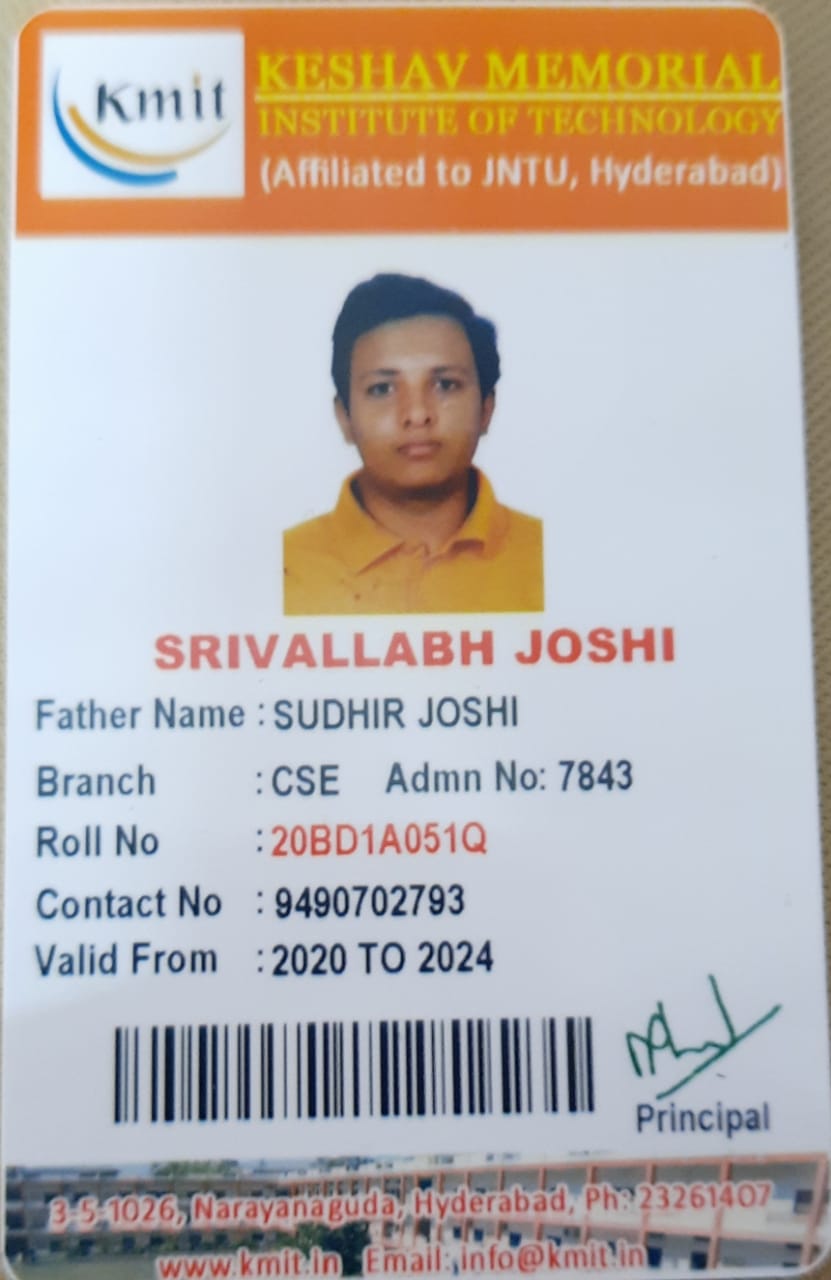 Kmit
KESHAV MEMORIAL
INSTITUTE OF TECHNOLOGY
(Affiliated to JNTU, Hyderabad)
SRIVALLABH JOSHI
Father Name : SUDHIR JOSHI
Branch : CSE Admn No: 7843
Roll No : 20BD1A051Q
Contact No : 9490702793
Valid From : 2020 TO 2024
Principal
3-5-1026, Narayanaguda, Hyderabad, Ph: 23261407
www.kmit.in Email: info@kmit.in